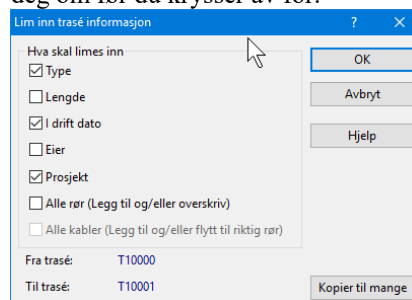 deg om før du krysser av for.
Lim inn trasé informasjon ? ×
Hva skal limes inn
OK
Type
Lengde
Avbryt
I drift dato
Hjelp
Eier
Prosjekt
Alle rør (Legg til og/eller overskriv)
Alle kabler (Legg til og/eller flytt til riktig rør)
Fra trasé: T10000
Til trasé: T10001
Kopier til mange